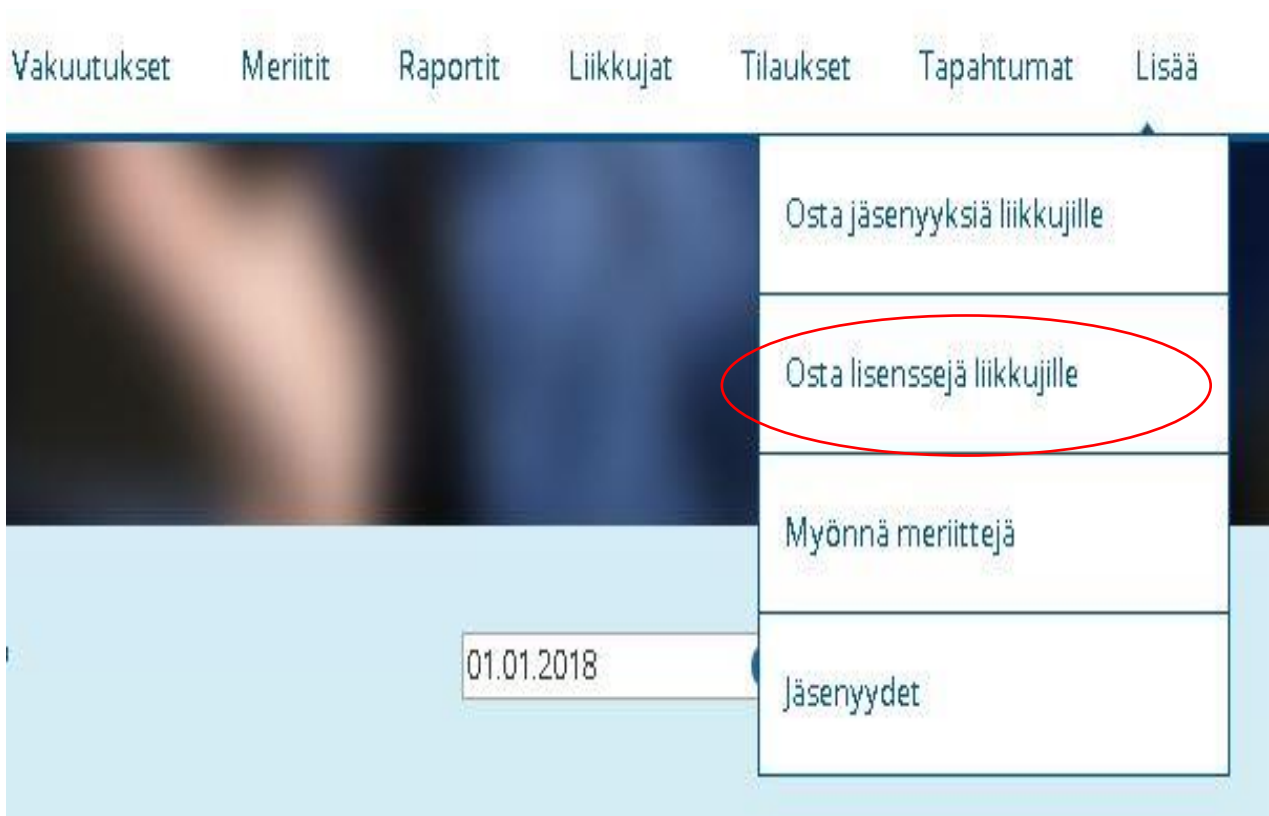 Vakuutukset Meriitit Raportit Liikkujat Tilaukset Tapahtumat Lisää
Osta jäsenyyksiä liikkujille
Osta lisenssejä liikkujille
Myönnä meriittejä
01.01.2018
Jäsenyydet